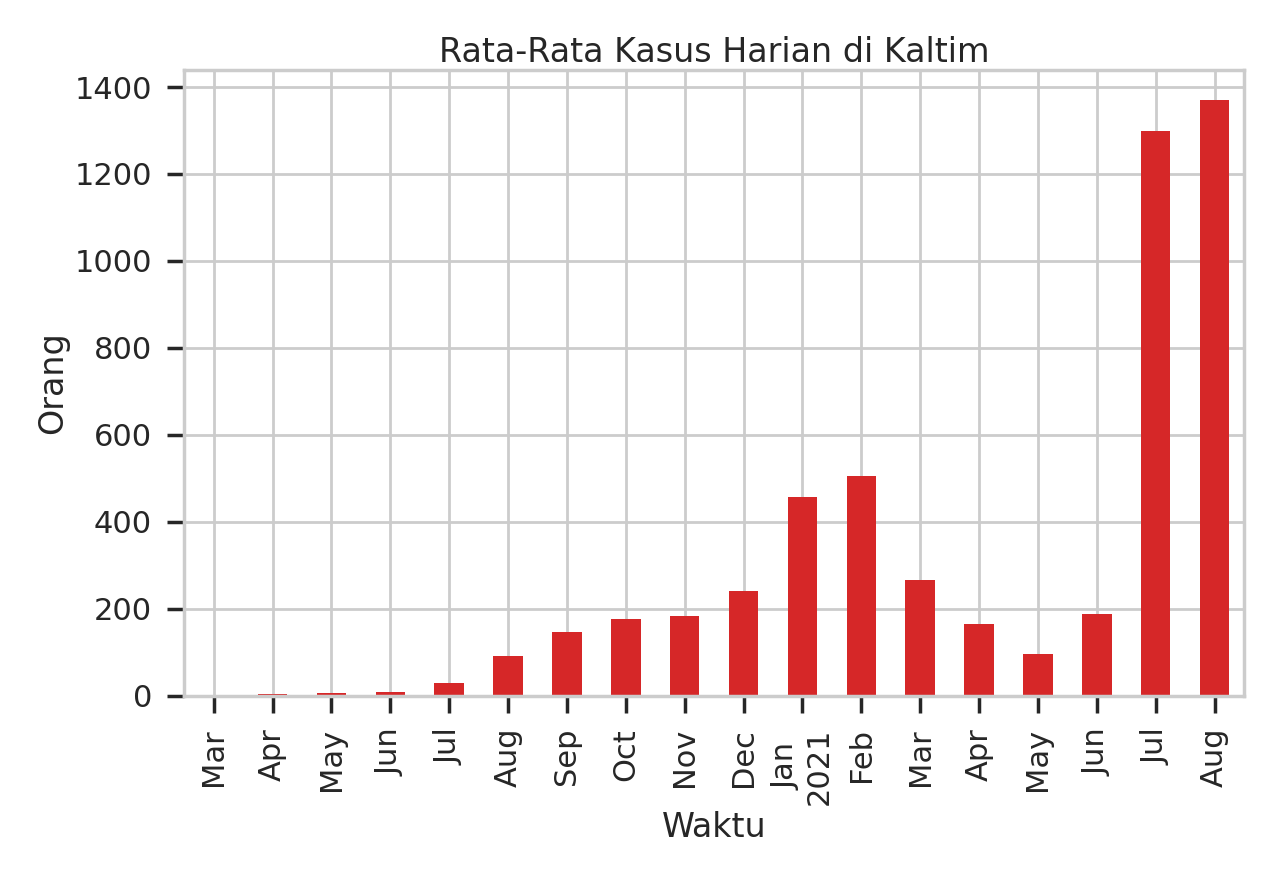 Rata-Rata Kasus Harian di Kaltim
1400
1200
1000
800
600
400
200
0
Orang
Mar
Apr
May
Jun
Jul
Aug
Sep
Oct
Nov
Dec
Jan
2021
Feb
Mar
Apr
May
Jun
Jul
Aug
Waktu